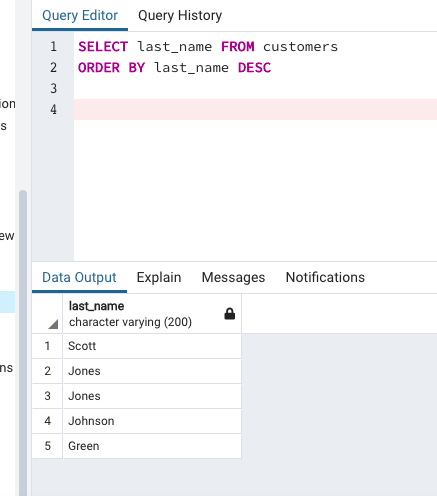 Query Editor Query History
1 SELECT last_name FROM customers
2 ORDER BY last_name DESC
3
4
ion
s
ew
ns
Data Output Explain Messages Notifications
last_name
character varying (200)
1 Scott
2 Jones
3 Jones
4 Johnson
5 Green